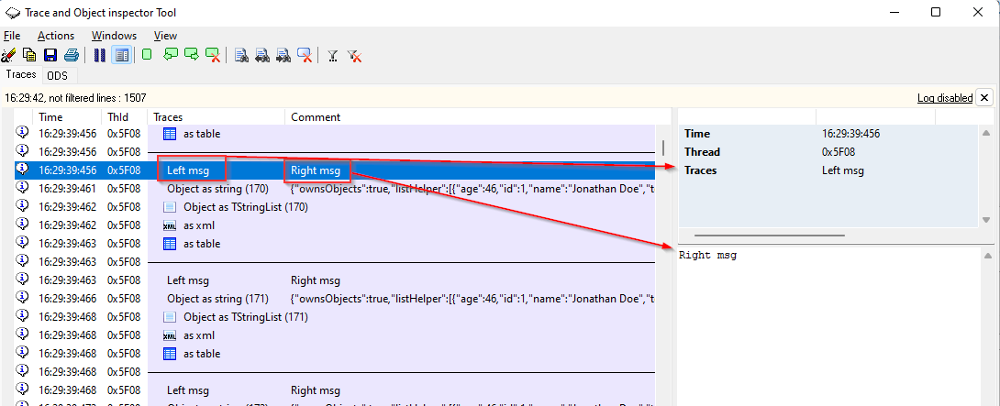 Trace and Object inspector Tool
File Actions Windows View
Traces ODS
16:29:42, not filtered lines : 1507 Log disabled
Time ThId Traces Comment
16:29:39:456 0x5F08 as table
16:29:39:456 0x5F08
16:29:39:456 0x5F08 Left msg Right msg
16:29:39:461 0x5F08 Object as string (170) {"ownsObjects":true,"listHelper":[[{"age":46,"id":1,"name":"Jonathan Doe","t
16:29:39:462 0x5F08 Object as TStringList (170)
16:29:39:462 0x5F08 XML as xml
16:29:39:463 0x5F08 as table
16:29:39:463 0x5F08
16:29:39:463 0x5F08 Left msg Right msg
16:29:39:466 0x5F08 Object as string (171) {"ownsObjects":true,"listHelper":[[{"age":46,"id":1,"name":"Jonathan Doe","t
16:29:39:468 0x5F08 Object as TStringList (171)
16:29:39:468 0x5F08 XML as xml
16:29:39:468 0x5F08 as table
16:29:39:468 0x5F08
16:29:39:468 0x5F08 Left msg Right msg
Time 16:29:39:456
Thread 0x5F08
Traces Left msg
Right msg